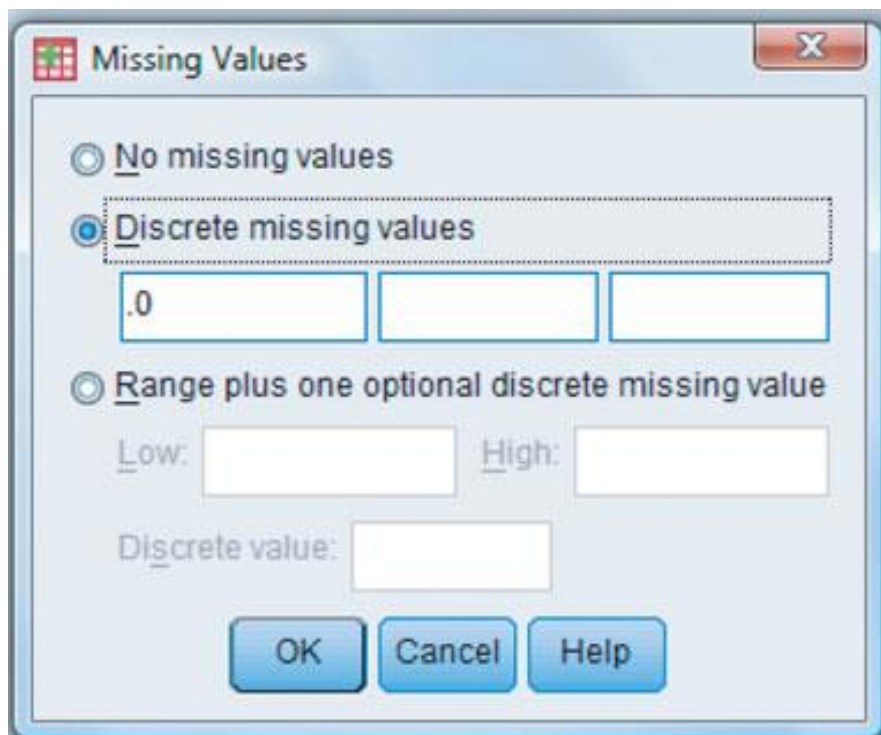 Missing Values
No missing values
Discrete missing values
.0
Range plus one optional discrete missing value
Low: High:
Discrete value:
OK Cancel Help